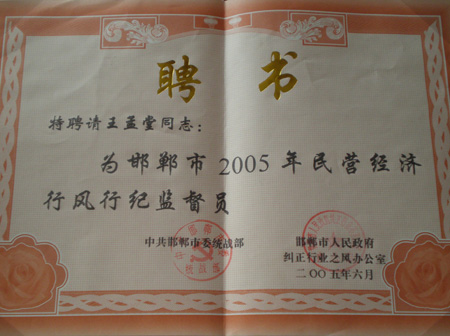 聘书
特聘请王孟堂同志：
为邯郸市2005年民营经济
行风行纪监督员
中共邯郸市委统战部
邯郸市人民政府
纠正行业之风办公室
二〇〇五年六月